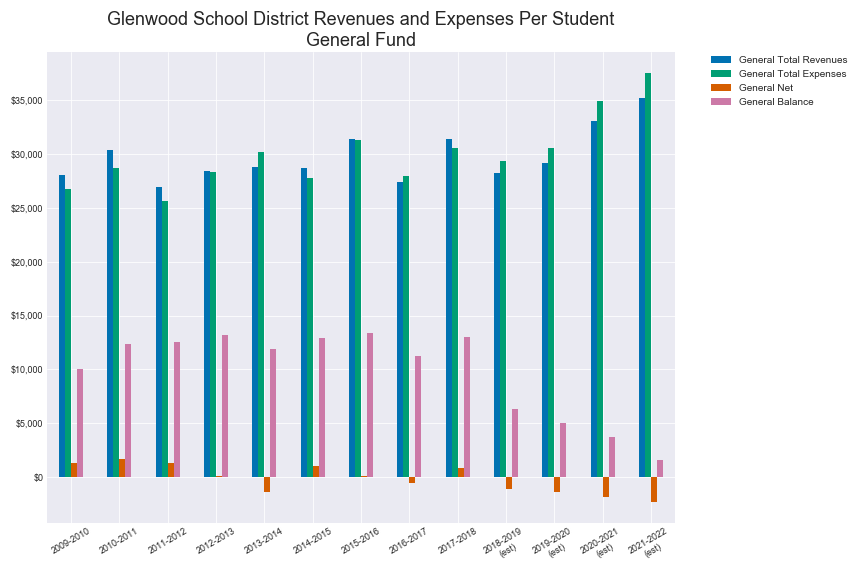 Glenwood School District Revenues and Expenses Per Student
General Fund
General Total Revenues
General Total Expenses
General Net
General Balance
$35,000
$30,000
$25,000
$20,000
$15,000
$10,000
$5,000
$0
2009-2010
2010-2011
2011-2012
2012-2013
2013-2014
2014-2015
2015-2016
2016-2017
2017-2018
2018-2019
(est)
2019-2020
(est)
2020-2021
(est)
2021-2022
(est)